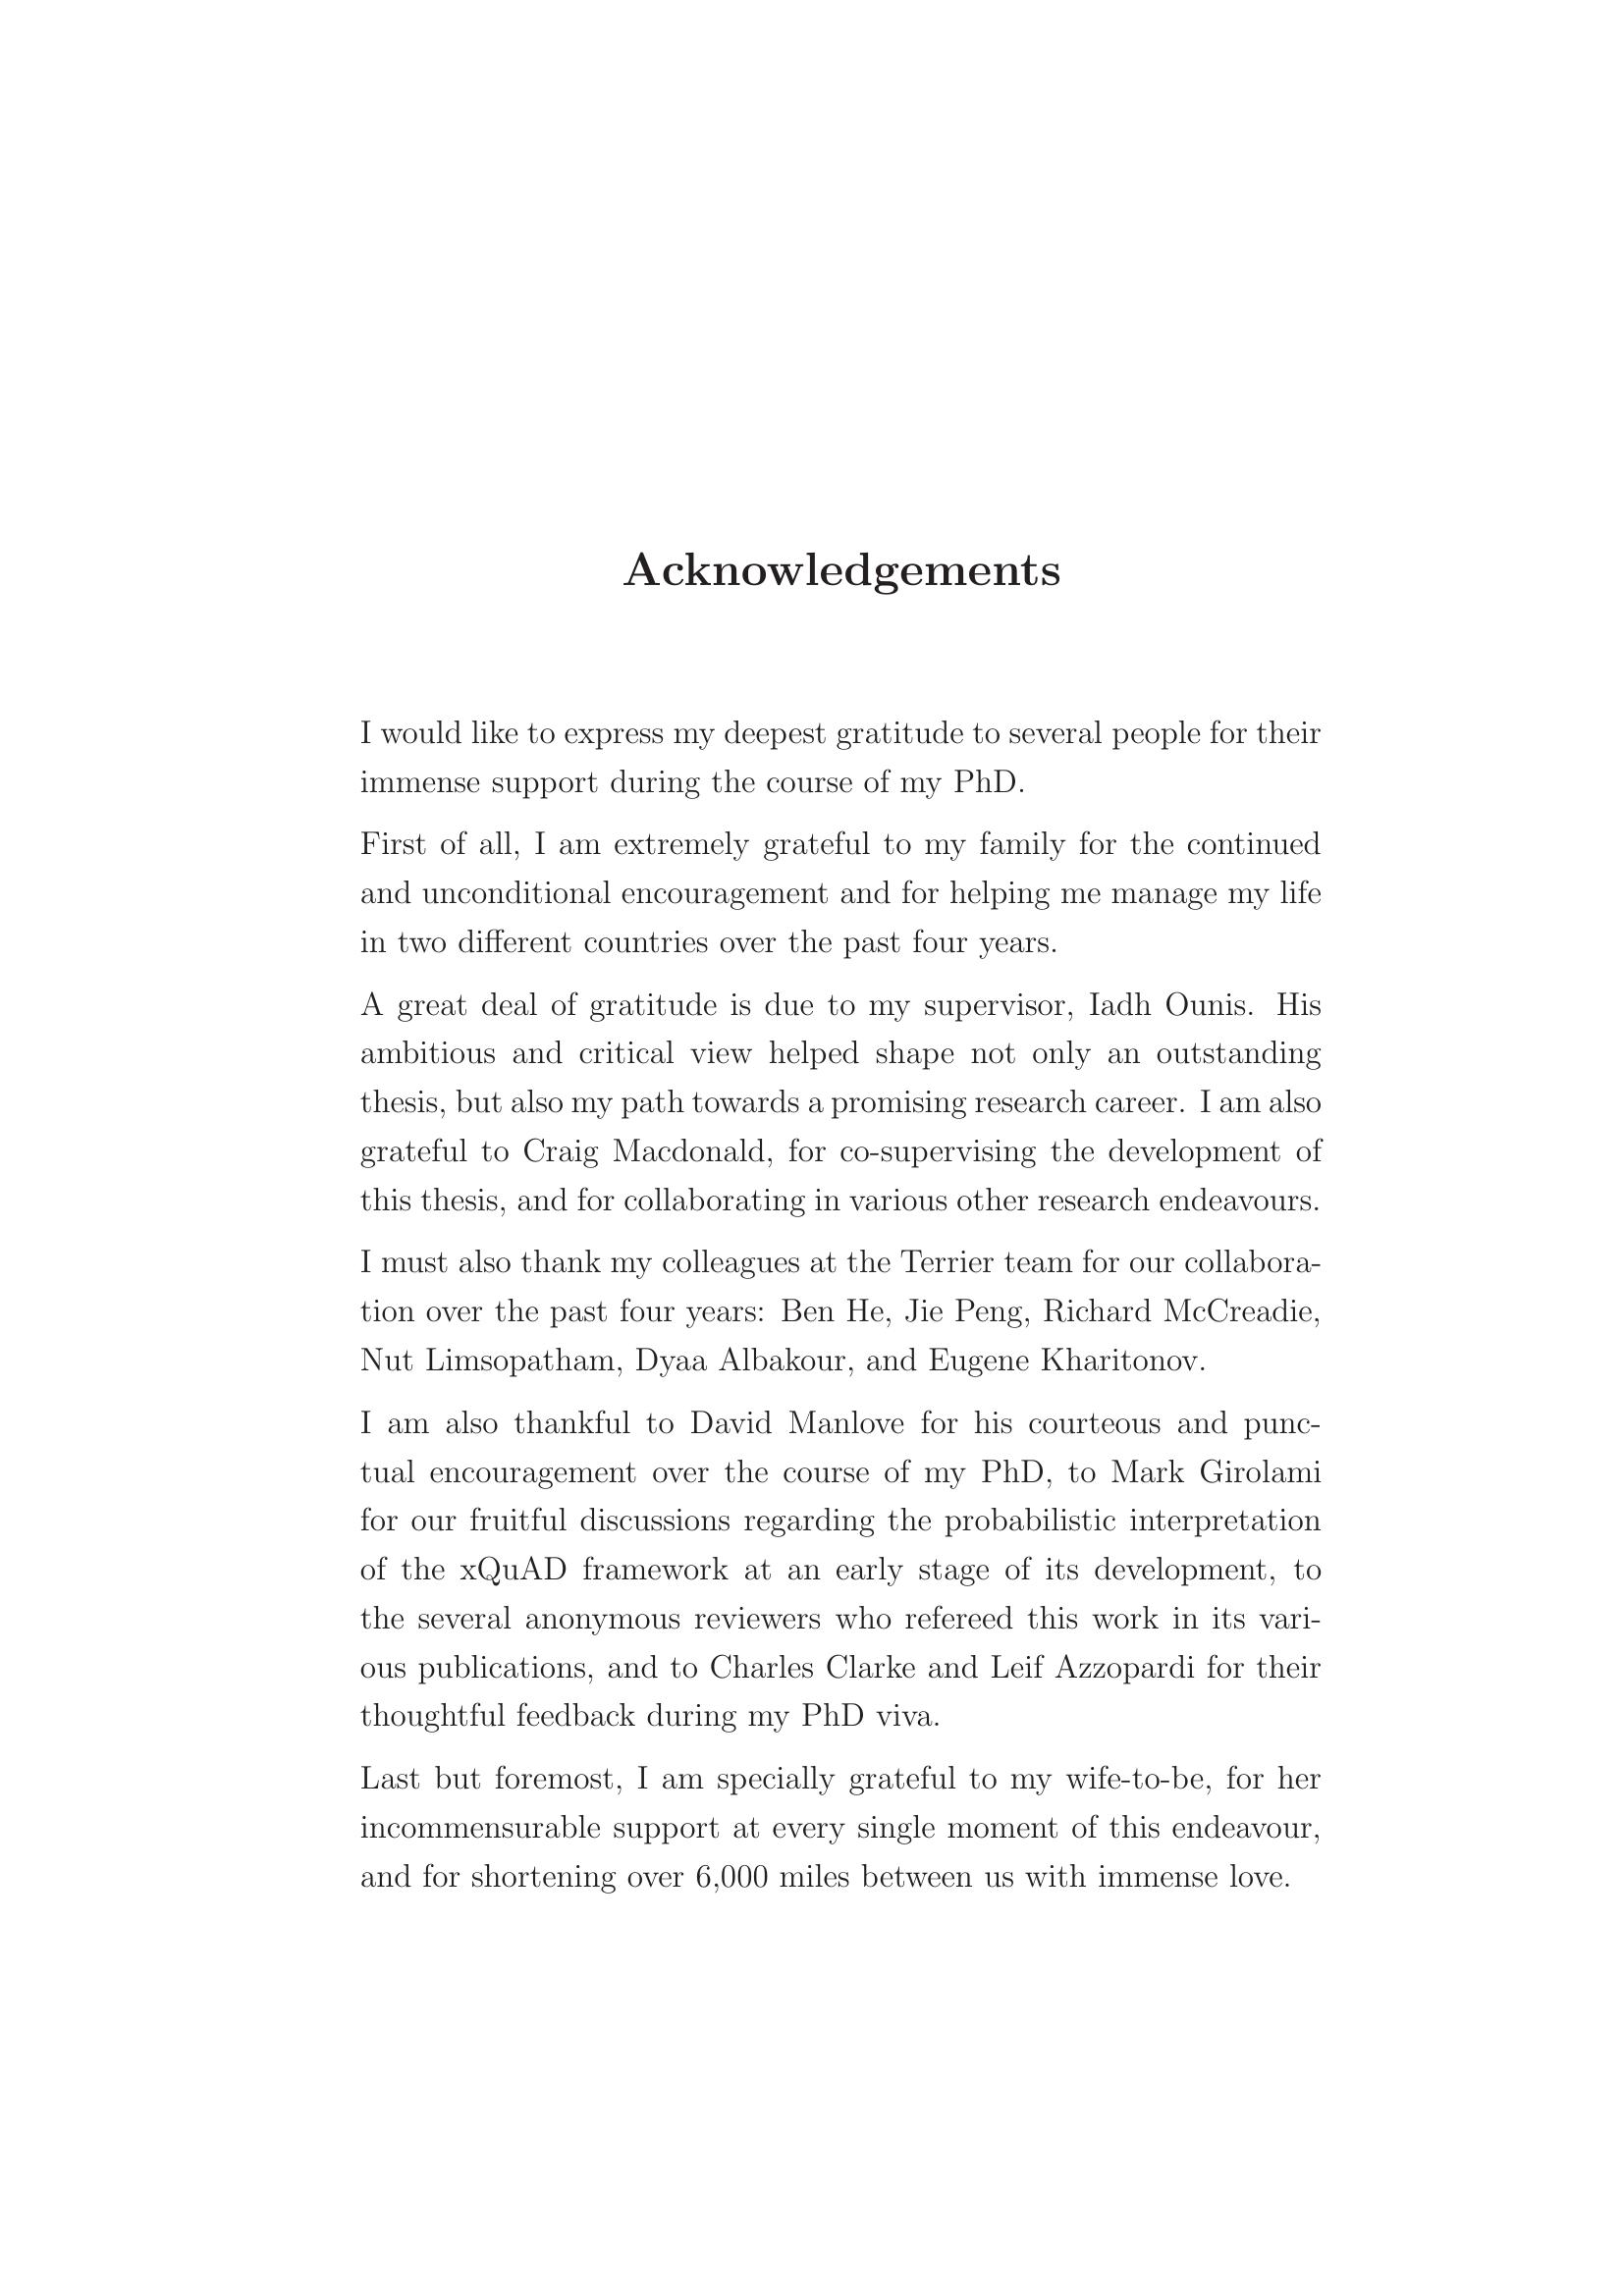 Acknowledgements
I would like to express my deepest gratitude to several people for their
immense support during the course of my PhD.
First of all, I am extremely grateful to my family for the continued
and unconditional encouragement and for helping me manage my life
in two different countries over the past four years.
A great deal of gratitude is due to my supervisor, Iadh Ounis. His
ambitious and critical view helped shape not only an outstanding
thesis, but also my path towards a promising research career. I am also
grateful to Craig Macdonald, for co-supervising the development of
this thesis, and for collaborating in various other research endeavours.
I must also thank my colleagues at the Terrier team for our collabora-
tion over the past four years: Ben He, Jie Peng, Richard McCreadie,
Nut Limsopatham, Dyaa Albakour, and Eugene Kharitonov.
I am also thankful to David Manlove for his courteous and punc-
tual encouragement over the course of my PhD, to Mark Girolami
for our fruitful discussions regarding the probabilistic interpretation
of the xQuAD framework at an early stage of its development, to
the several anonymous reviewers who refereed this work in its vari-
ous publications, and to Charles Clarke and Leif Azzopardi for their
thoughtful feedback during my PhD viva.
Last but foremost, I am specially grateful to my wife-to-be, for her
incommensurable support at every single moment of this endeavour,
and for shortening over 6,000 miles between us with immense love.